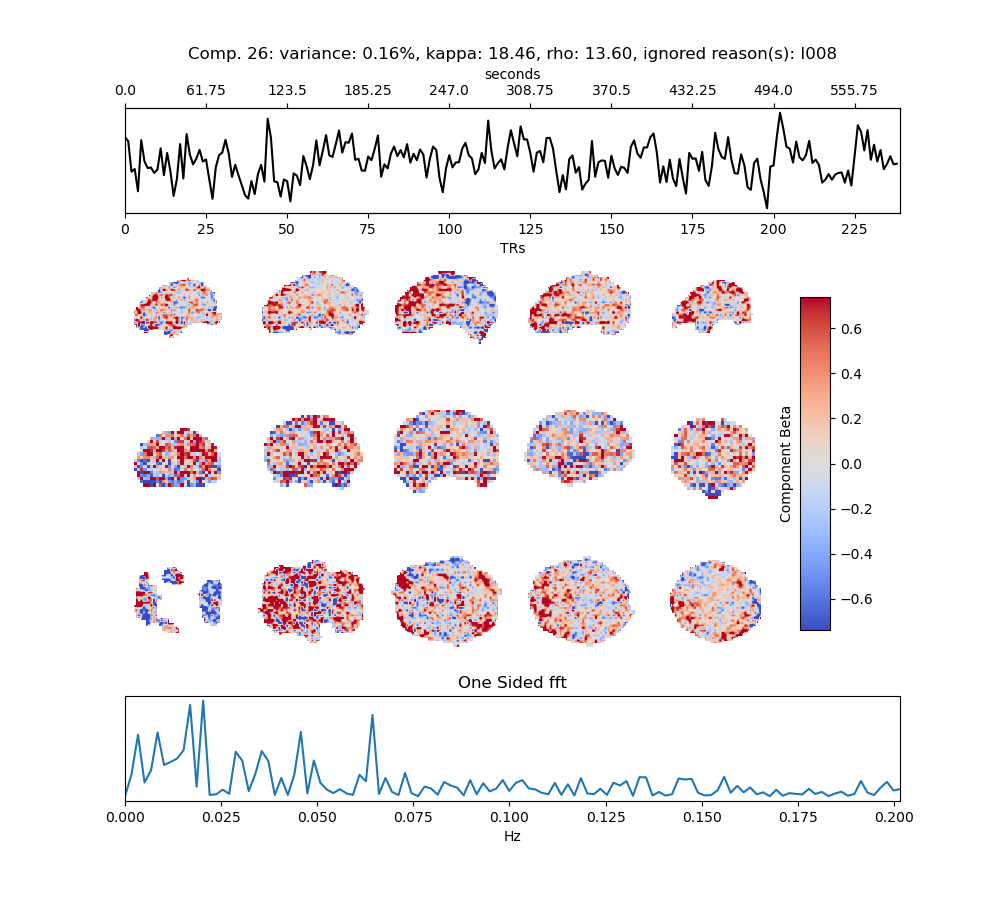 Comp. 26: variance: 0.16%, kappa: 18.46, rho: 13.60, ignored reason(s): I008
seconds
0.0 61.75 123.5 185.25 247.0 308.75 370.5 432.25 494.0 555.75
0 25 50 75 100 125 150 175 200 225
TRs
0.6
0.4
0.2
0.0
−0.2
−0.4
−0.6
Component Beta
One Sided fft
0.000 0.025 0.050 0.075 0.100 0.125 0.150 0.175 0.200
Hz